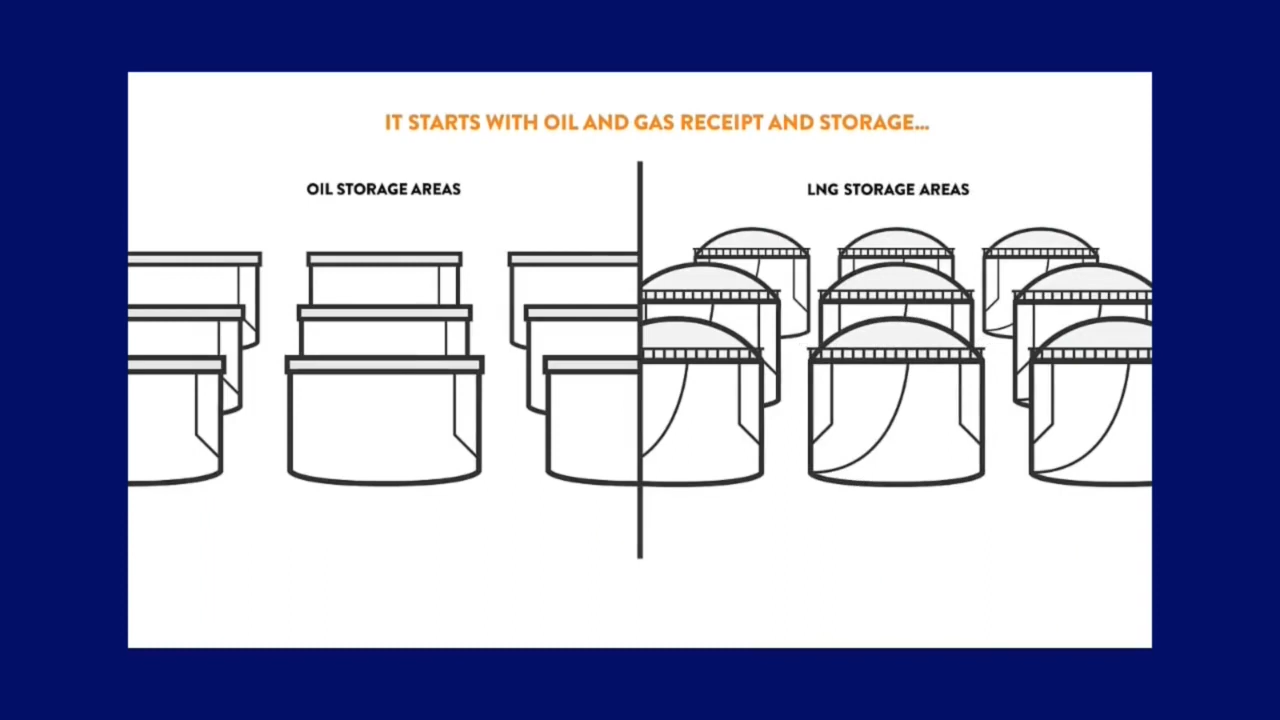 IT STARTS WITH OIL AND GAS RECEIPT AND STORAGE...
OIL STORAGE AREAS
LNG STORAGE AREAS